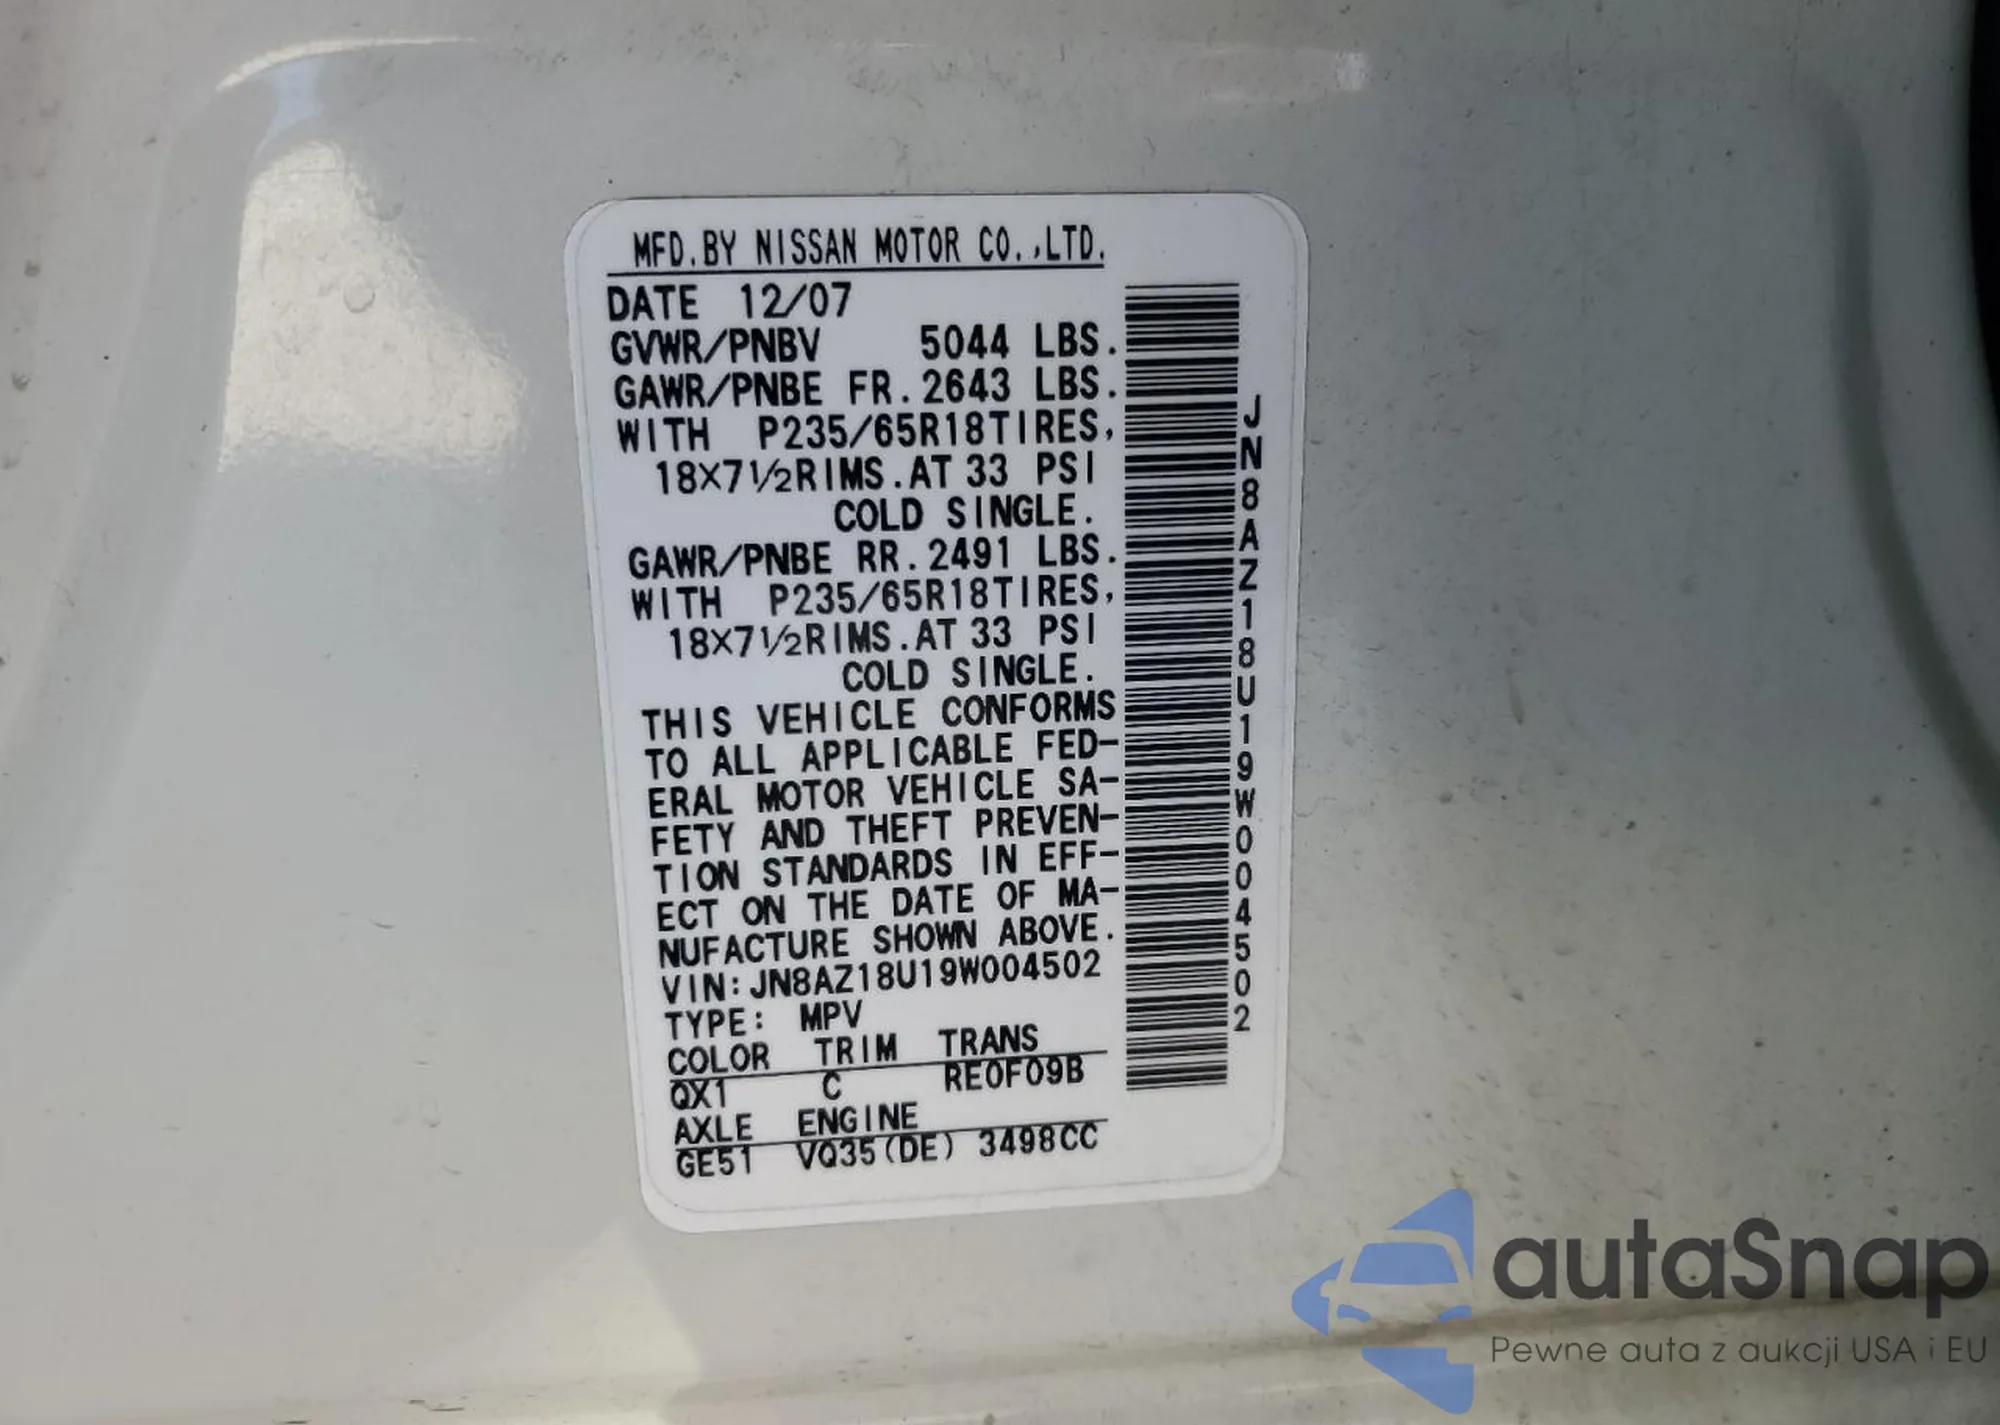 MFD.BY NISSAN MOTOR CO.,LTD.
DATE 12/07
GVWR/PNBV 5044 LBS.
GAWR/PNBE FR.2643 LBS.
WITH P235/65R18TIRES,
18X7½RIMS.AT 33 PSI
COLD SINGLE.
GAWR/PNBE RR.2491 LBS.
WITH P235/65R18TIRES,
18X7½RIMS.AT 33 PSI
COLD SINGLE.
THIS VEHICLE CONFORMS
TO ALL APPLICABLE FED-
ERAL MOTOR VEHICLE SA-
FETY AND THEFT PREVEN-
TION STANDARDS IN EFF-
ECT ON THE DATE OF MA-
NUFACTURE SHOWN ABOVE.
VIN:JN8AZ18U19W004502
TYPE: MPV
COLOR TRIM TRANS
QX1 C RE0F09B
AXLE ENGINE
GE51 VQ35(DE) 3498CC
JN8AZ18U19W004502
autaSnap
Pewne auta z aukcji USA i EU